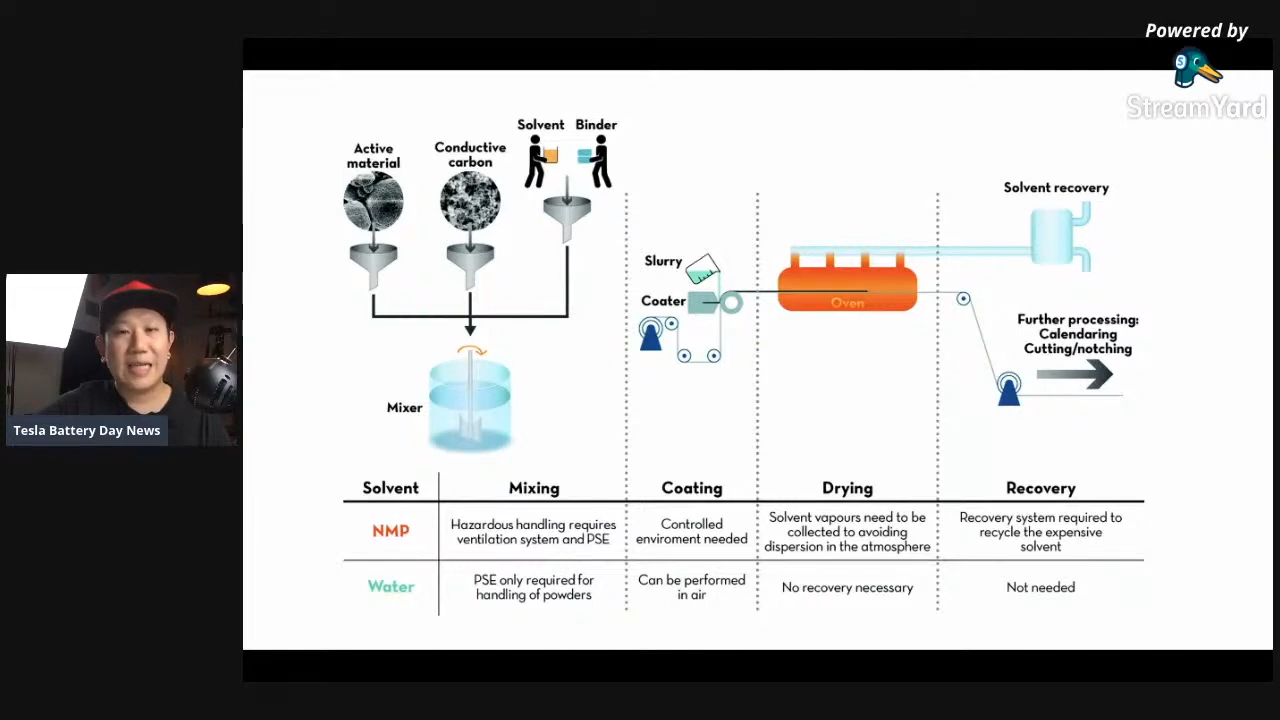 Powered by
StreamYard
Solvent Binder
Active
material
Conductive
carbon
Solvent recovery
Slurry
Coater
Oven
Further processing:
Calendaring
Cutting/notching
Mixer
Tesla Battery Day News
Solvent Mixing Coating Drying Recovery
NMP
Hazardous handling requires
ventilation system and PSE
Controlled
enviroment needed
Solvent vapours need to be
collected to avoiding
dispersion in the atmosphere
Recovery system required to
recycle the expensive
solvent
Water
PSE only required for
handling of powders
Can be performed
in air
No recovery necessary
Not needed